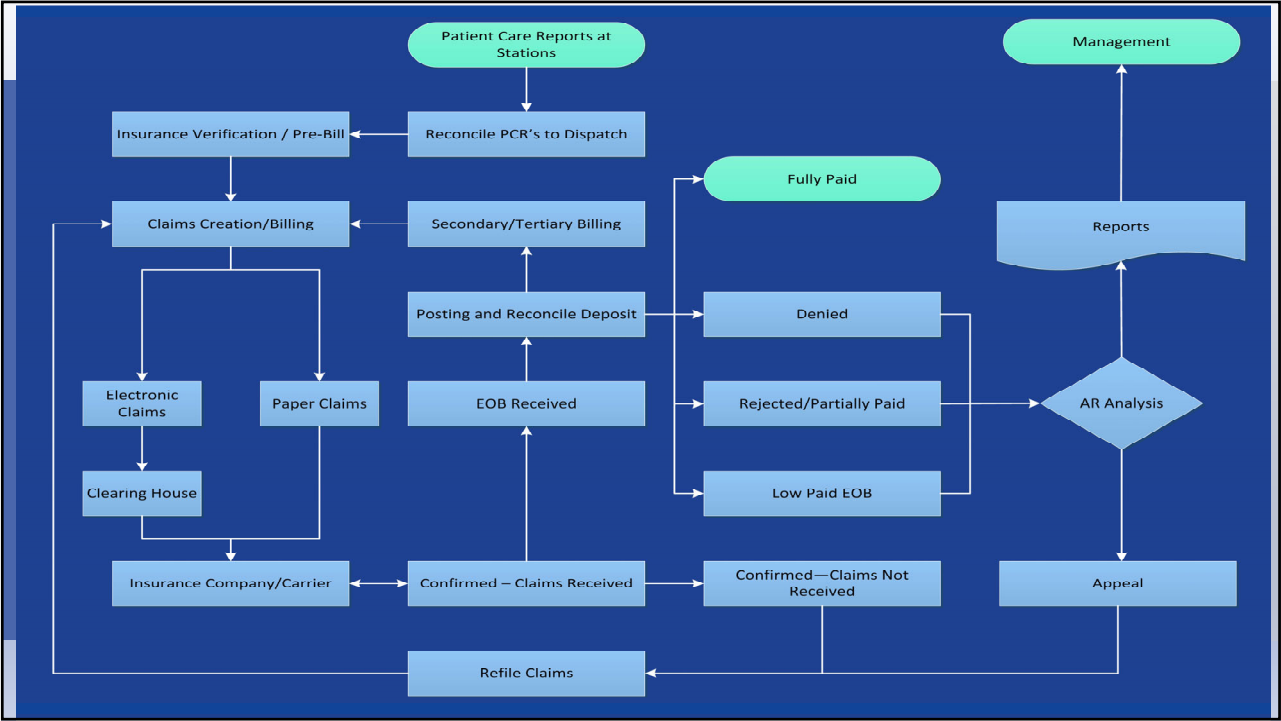 Patient Care Reports at
Stations
Management
Insurance Verification / Pre-Bill
Reconcile PCR's to Dispatch
Fully Paid
Claims Creation/Billing
Secondary/Tertiary Billing
Reports
Posting and Reconcile Deposit
Denied
Electronic
Claims
Paper Claims
EOB Received
Rejected/Partially Paid
AR Analysis
Clearing House
Low Paid EOB
Insurance Company/Carrier
Confirmed – Claims Received
Confirmed—Claims Not
Received
Appeal
Refile Claims